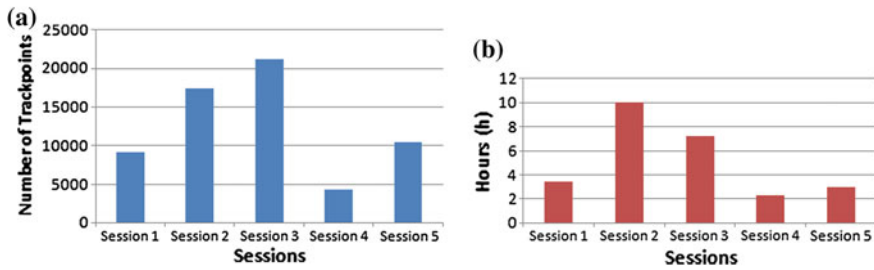 (a)
Number of Trackpoints
25000
20000
15000
10000
5000
0
Session 1 Session 2 Session 3 Session 4 Session 5
Sessions
(b)
Hours (h)
12
10
8
6
4
2
0
Session 1 Session 2 Session 3 Session 4 Session 5
Sessions